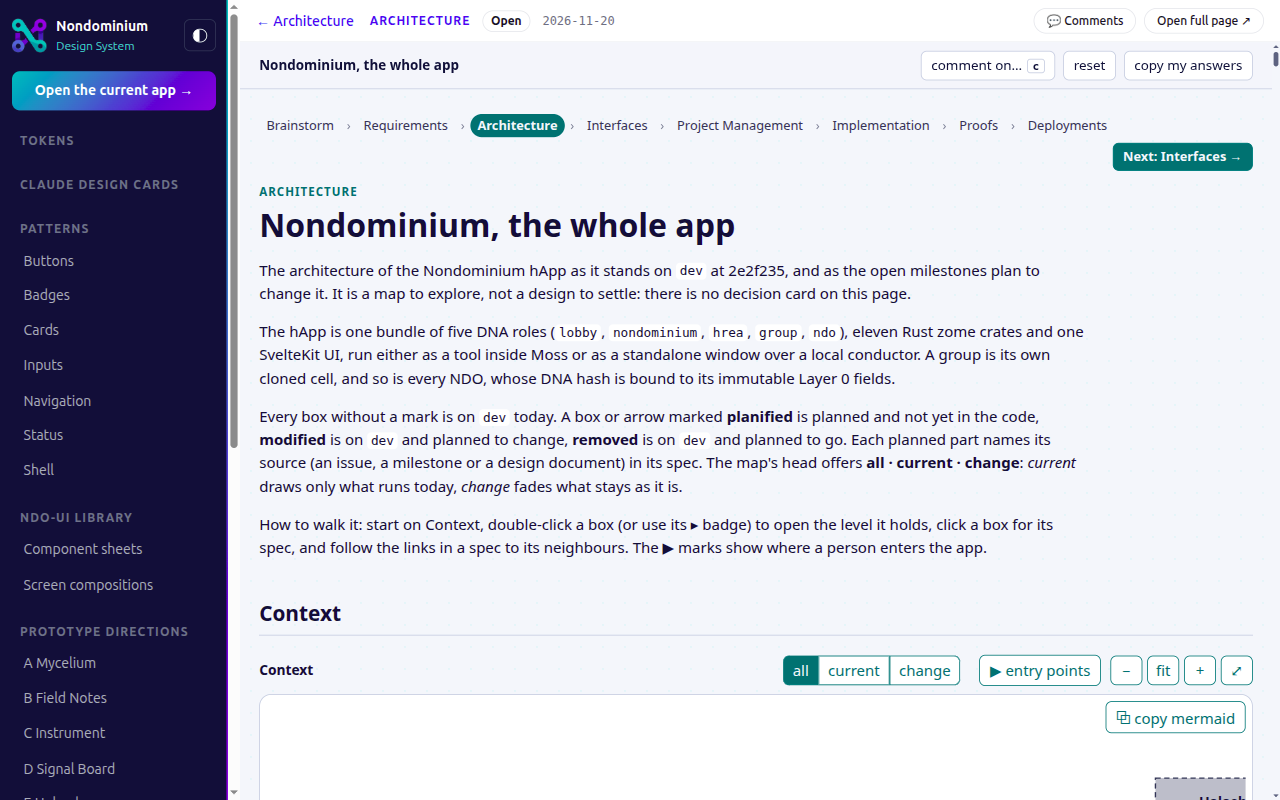 Nondominium
Design System
Open the current app →
TOKENS
CLAUDE DESIGN CARDS
PATTERNS
Buttons
Badges
Cards
Inputs
Navigation
Status
Shell
NDO-UI LIBRARY
Component sheets
Screen compositions
PROTOTYPE DIRECTIONS
A Mycelium
B Field Notes
C Instrument
D Signal Board
← Architecture ARCHITECTURE Open 2026-11-20 💬 Comments Open full page ↗
Nondominium, the whole app comment on... c reset copy my answers
Brainstorm › Requirements › Architecture › Interfaces › Project Management › Implementation › Proofs › Deployments
Next: Interfaces →
ARCHITECTURE
Nondominium, the whole app
The architecture of the Nondominium hApp as it stands on dev at 2e2f235, and as the open milestones plan to
change it. It is a map to explore, not a design to settle: there is no decision card on this page.
The hApp is one bundle of five DNA roles ( lobby, nondominium, hrea, group, ndo ), eleven Rust zome crates and one
SvelteKit UI, run either as a tool inside Moss or as a standalone window over a local conductor. A group is its own
cloned cell, and so is every NDO, whose DNA hash is bound to its immutable Layer 0 fields.
Every box without a mark is on dev today. A box or arrow marked planified is planned and not yet in the code,
modified is on dev and planned to change, removed is on dev and planned to go. Each planned part names its
source (an issue, a milestone or a design document) in its spec. The map's head offers all · current · change: current
draws only what runs today, change fades what stays as it is.
How to walk it: start on Context, double-click a box (or use its ▸ badge) to open the level it holds, click a box for its
spec, and follow the links in a spec to its neighbours. The ▶ marks show where a person enters the app.
Context
Context all current change ▶ entry points − fit + ⤢
copy mermaid